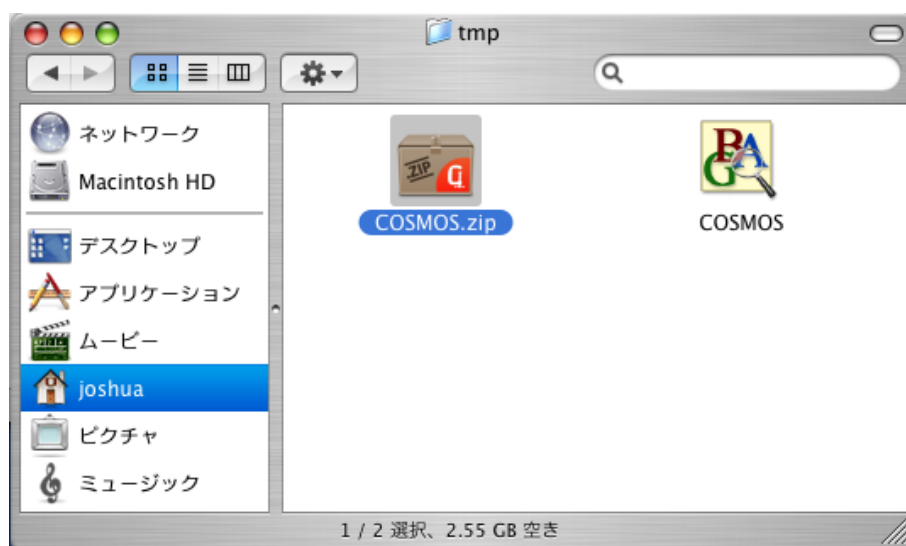 tmp
ネットワーク
Macintosh HD
デスクトップ
アプリケーション
ムービー
joshua
ピクチャ
ミュージック
ZIP
COSMOS.zip
BAG
COSMOS
1 / 2 選択、2.55 GB 空き